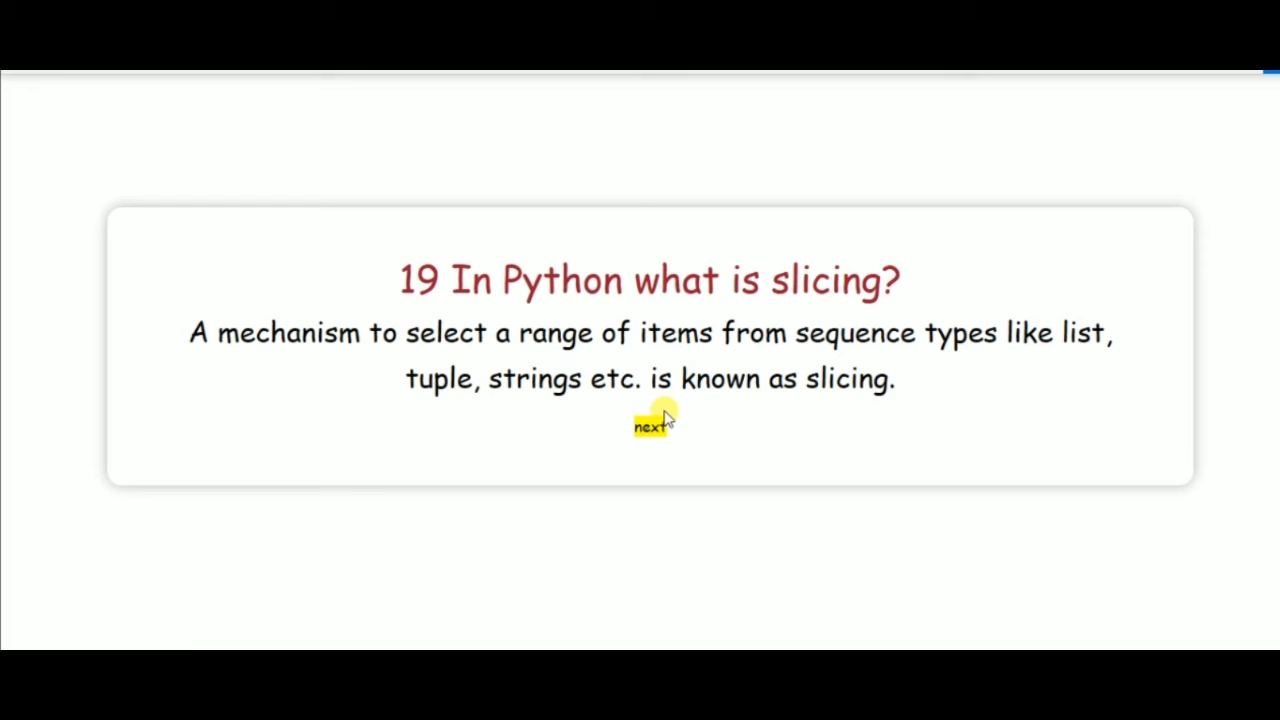 19 In Python what is slicing?
A mechanism to select a range of items from sequence types like list,
tuple, strings etc. is known as slicing.
next